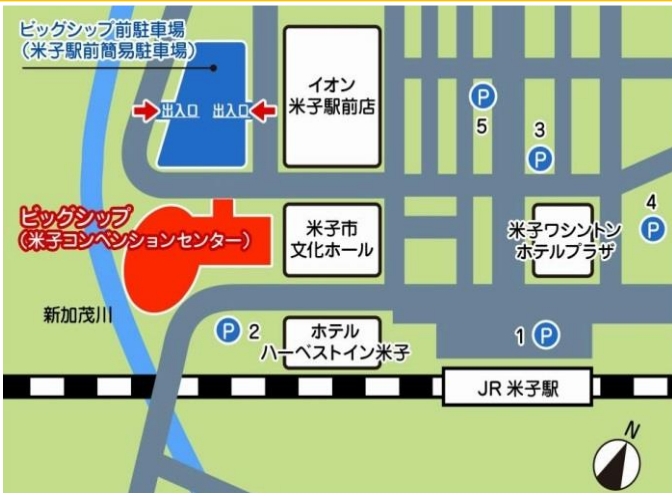 ビッグシップ前駐車場
(米子駅前簡易駐車場)
出入口 出入口
イオン
米子駅前店
P
5
3
P
4
P
ビッグシップ
(米子コンベンションセンター)
米子市
文化ホール
米子ワシントン
ホテルプラザ
新加茂川
P 2
ホテル
ハーベストイン米子
1 P
JR 米子駅
N